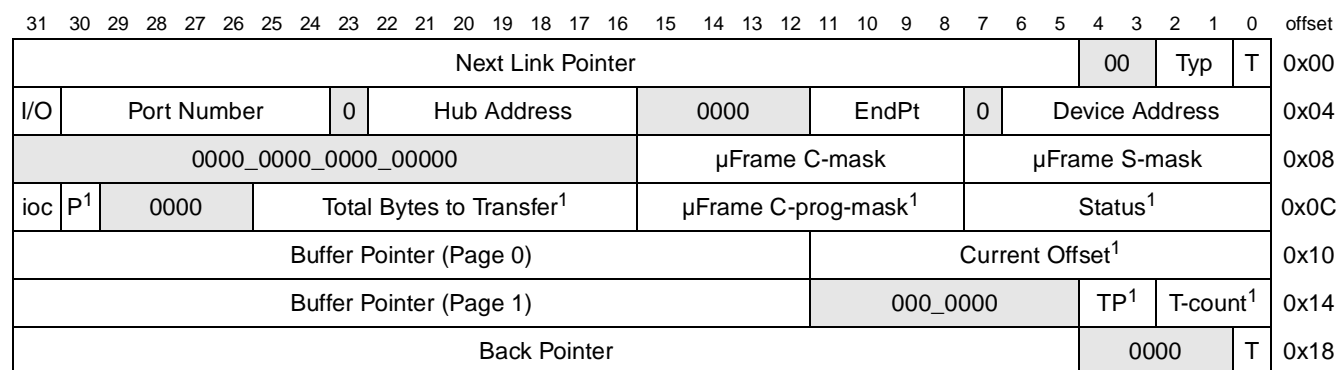 31 30 29 28 27 26 25 24 23 22 21 20 19 18 17 16 15 14 13 12 11 10 9 8 7 6 5 4 3 2 1 0 offset
Next Link Pointer 00 Typ T 0x00
I/O Port Number 0 Hub Address 0000 EndPt 0 Device Address 0x04
0000_0000_0000_00000 µFrame C-mask µFrame S-mask 0x08
ioc P1 0000 Total Bytes to Transfer1 µFrame C-prog-mask1 Status1 0x0C
Buffer Pointer (Page 0) Current Offset1 0x10
Buffer Pointer (Page 1) 000_0000 TP1 T-count1 0x14
Back Pointer 0000 T 0x18